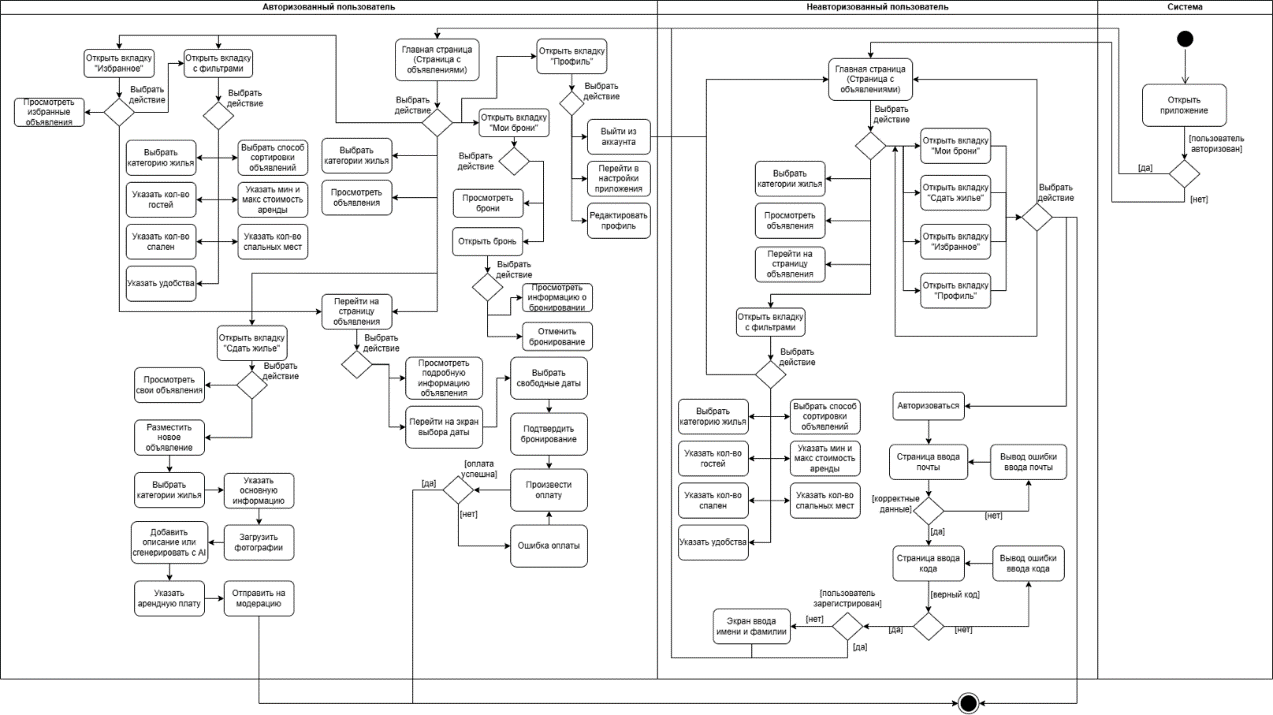 Авторизованный пользователь
Неавторизованный пользователь
Система
Открыть вкладку
"Избранное"
Открыть вкладку
с фильтрами
Выбрать
действие
Выбрать
действие
Просмотреть
избранные
объявления
Выбрать
категорию жилья
Выбрать способ
сортировки
объявлений
Указать кол-во
гостей
Указать мин и
макс стоимость
аренды
Указать кол-во
спален
Указать кол-во
спальных мест
Указать удобства
Главная страница
(Страница с
объявлениями)
Выбрать
действие
Выбрать
категории жилья
Просмотреть
объявления
Открыть вкладку
"Профиль"
Выбрать
действие
Открыть вкладку
"Мои брони"
Выбрать
действие
Выйти из
аккаунта
Перейти в
настройки
приложения
Редактировать
профиль
Просмотреть
брони
Открыть бронь
Выбрать
действие
Просмотреть
информацию о
бронировании
Отменить
бронирование
Перейти на
страницу
объявления
Выбрать
действие
Просмотреть
подробную
информацию
объявления
Перейти на экран
выбора даты
Выбрать
свободные даты
Подтвердить
бронирование
Произвести
оплату
[оплата
успешна]
[да]
[нет]
Ошибка оплаты
Открыть вкладку
"Сдать жилье"
Выбрать
действие
Просмотреть
свои объявления
Разместить
новое
объявление
Выбрать
категории жилья
Указать
основную
информацию
Добавить
описание или
сгенерировать с AI
Загрузить
фотографии
Указать
арендную плату
Отправить на
модерацию
Главная страница
(Страница с
объявлениями)
Выбрать
действие
Выбрать
категории жилья
Просмотреть
объявления
Перейти на
страницу
объявления
Открыть вкладку
"Мои брони"
Открыть вкладку
"Сдать жилье"
Открыть вкладку
"Избранное"
Открыть вкладку
"Профиль"
Выбрать
действие
Открыть вкладку
с фильтрами
Выбрать
действие
Выбрать
категорию жилья
Выбрать способ
сортировки
объявлений
Указать кол-во
гостей
Указать мин и
макс стоимость
аренды
Указать кол-во
спален
Указать кол-во
спальных мест
Указать удобства
Авторизоваться
Страница ввода
почты
Вывод ошибки
ввода почты
[корректные
данные]
[нет]
[да]
Страница ввода
кода
Вывод ошибки
ввода кода
[верный код]
[нет]
[да]
[пользователь
зарегистрирован]
[нет]
[да]
Экран ввода
имени и фамилии
Открыть
приложение
[пользователь
авторизован]
[да]
[нет]